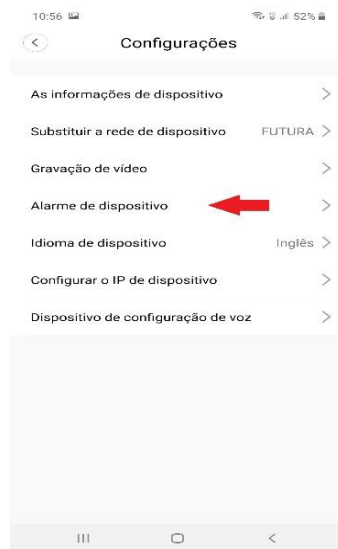 10:56 52%
Configurações
As informações de dispositivo
Substituir a rede de dispositivo FUTURA
Gravação de vídeo
Alarme de dispositivo
Idioma de dispositivo Inglês
Configurar o IP de dispositivo
Dispositivo de configuração de voz